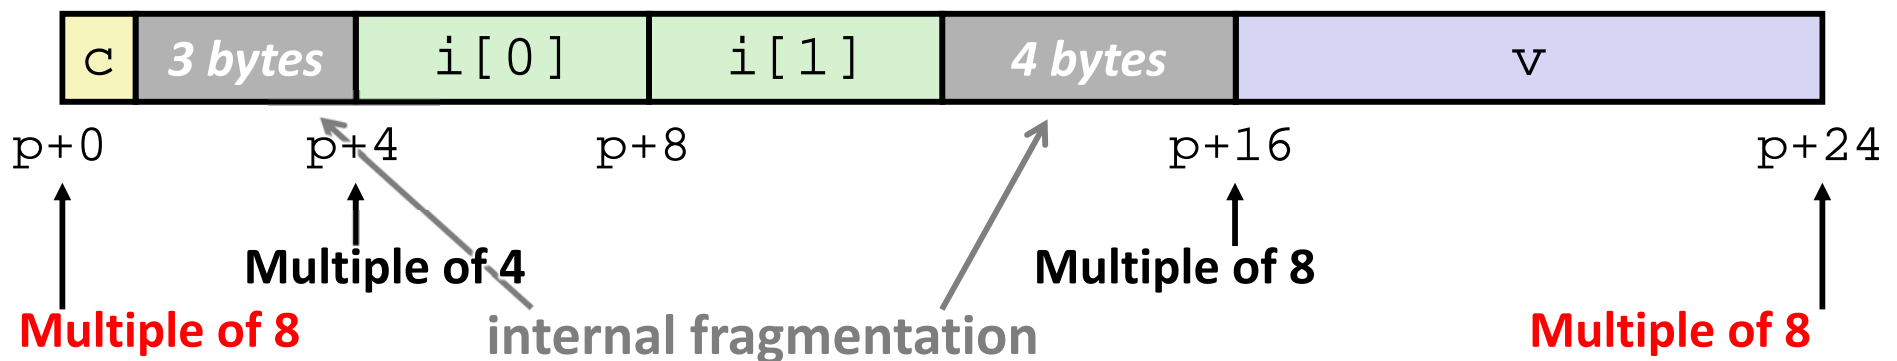 c 3 bytes i[0] i[1] 4 bytes v
p+0 p+4 p+8 p+16 p+24
Multiple of 4 Multiple of 8
Multiple of 8 internal fragmentation Multiple of 8